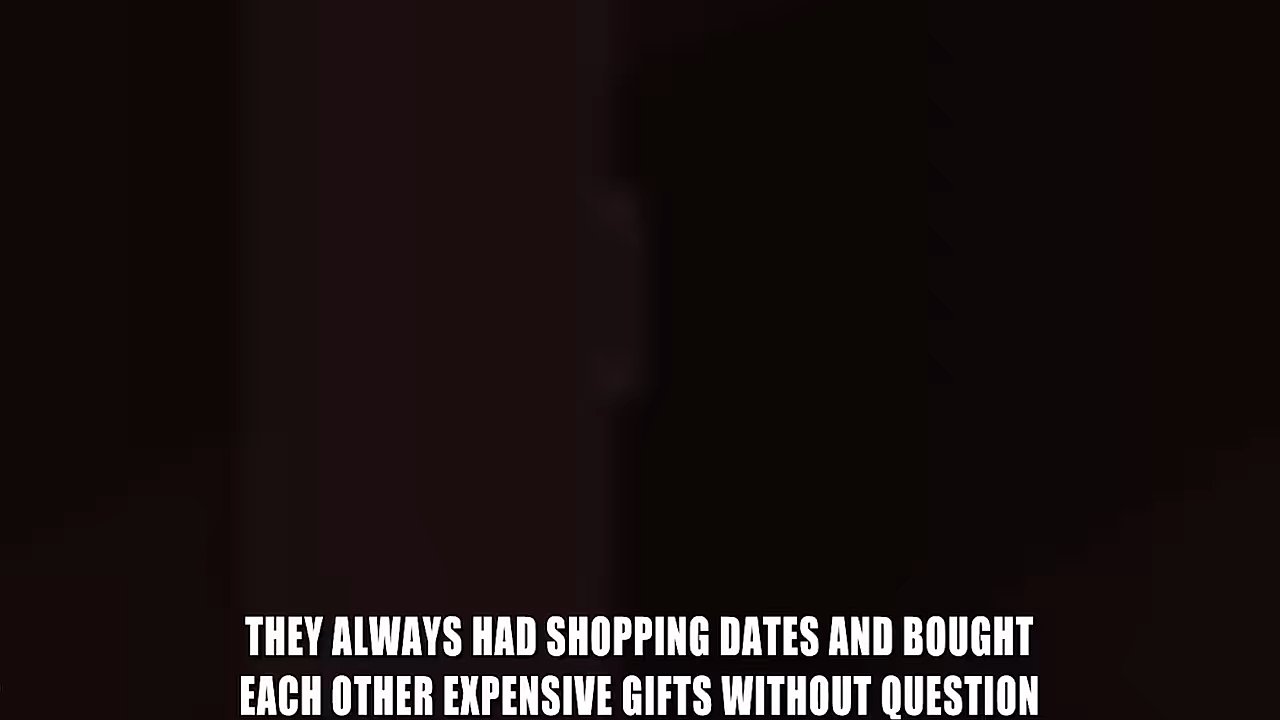 THEY ALWAYS HAD SHOPPING DATES AND BOUGHT
EACH OTHER EXPENSIVE GIFTS WITHOUT QUESTION